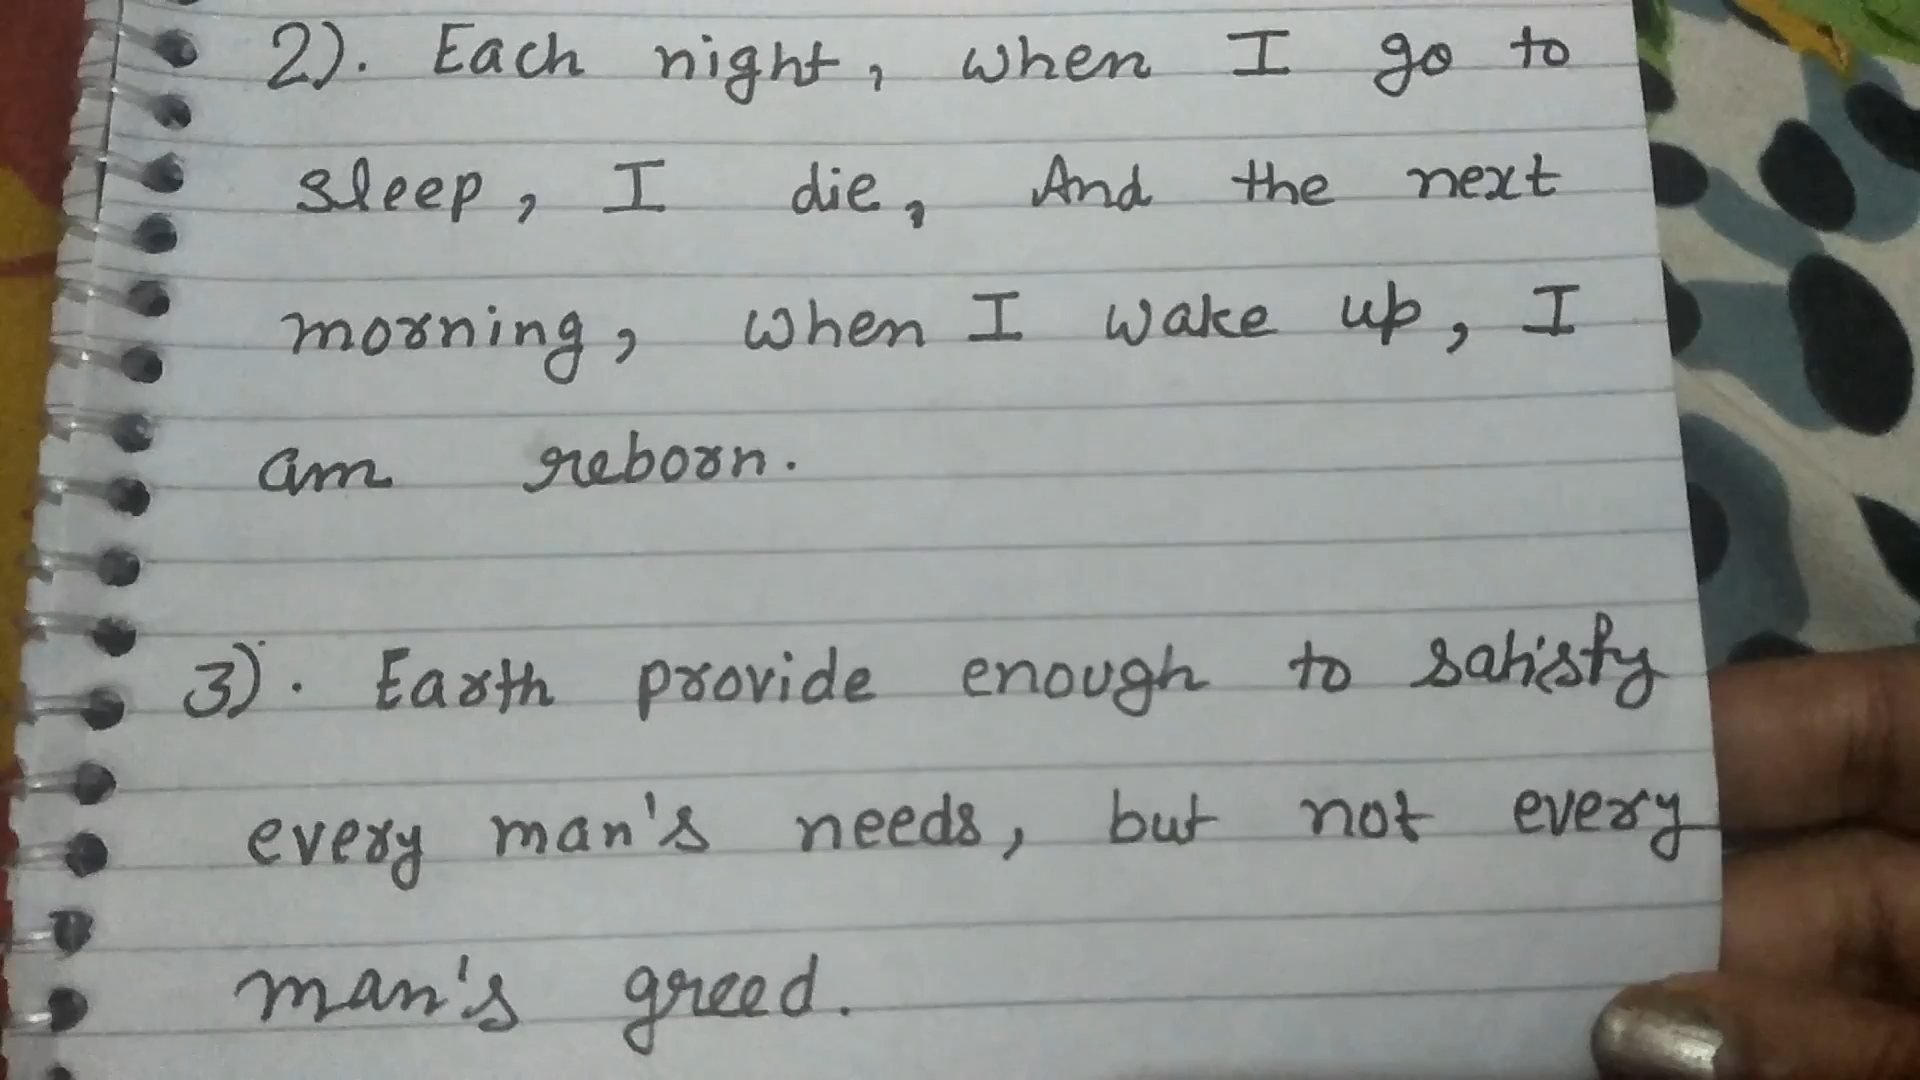 2). Each night, when I go to
sleep, I die, And the next
morning, when I wake up, I
am reborn.
3). Earth provide enough to satisfy
every man's needs, but not every
man's greed.